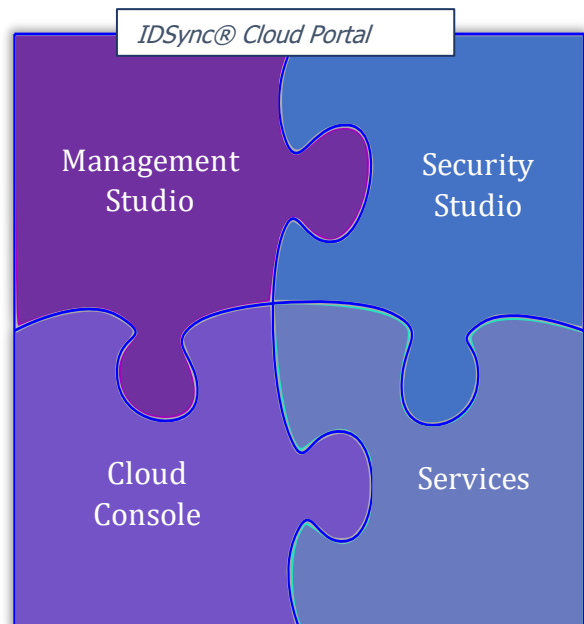 IDSync® Cloud Portal
Management
Studio
Security
Studio
Cloud
Console
Services